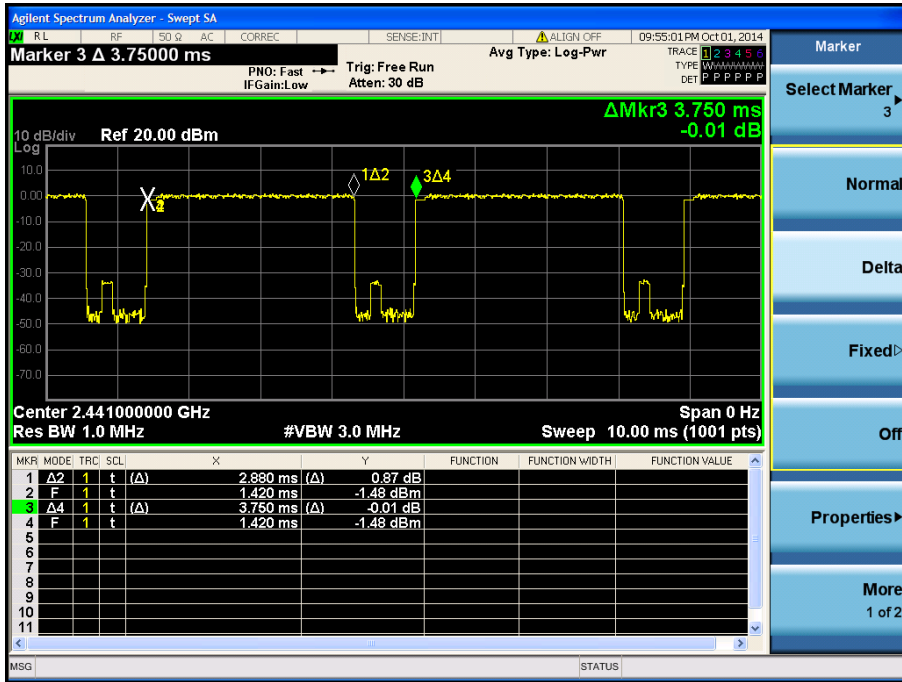 Agilent Spectrum Analyzer - Swept SA
LXI RL RF 50 Ω AC CORREC SENSE:INT ALIGN OFF 09:55:01 PM Oct 01, 2014
Marker 3 Δ 3.75000 ms
PNO: Fast
IFGain:Low
Trig: Free Run
Atten: 30 dB
Avg Type: Log-Pwr
TRACE 1 2 3 4 5 6
TYPE WWWWWW
DET P P P P P P
ΔMkr3 3.750 ms
-0.01 dB
10 dB/div Ref 20.00 dBm
Log
10.0
0.00
-10.0
-20.0
-30.0
-40.0
-50.0
-60.0
-70.0
X2
1Δ2
3Δ4
Center 2.441000000 GHz Span 0 Hz
Res BW 1.0 MHz #VBW 3.0 MHz Sweep 10.00 ms (1001 pts)
MKR MODE TRC SCL X Y FUNCTION FUNCTION WIDTH FUNCTION VALUE
1 Δ2 1 t (Δ) 2.880 ms (Δ) 0.87 dB
2 F 1 t 1.420 ms -1.48 dBm
3 Δ4 1 t (Δ) 3.750 ms (Δ) -0.01 dB
4 F 1 t 1.420 ms -1.48 dBm
5
6
7
8
9
10
11
MSG STATUS
Marker
Select Marker
3
Normal
Delta
Fixed
Off
Properties
More
1 of 2